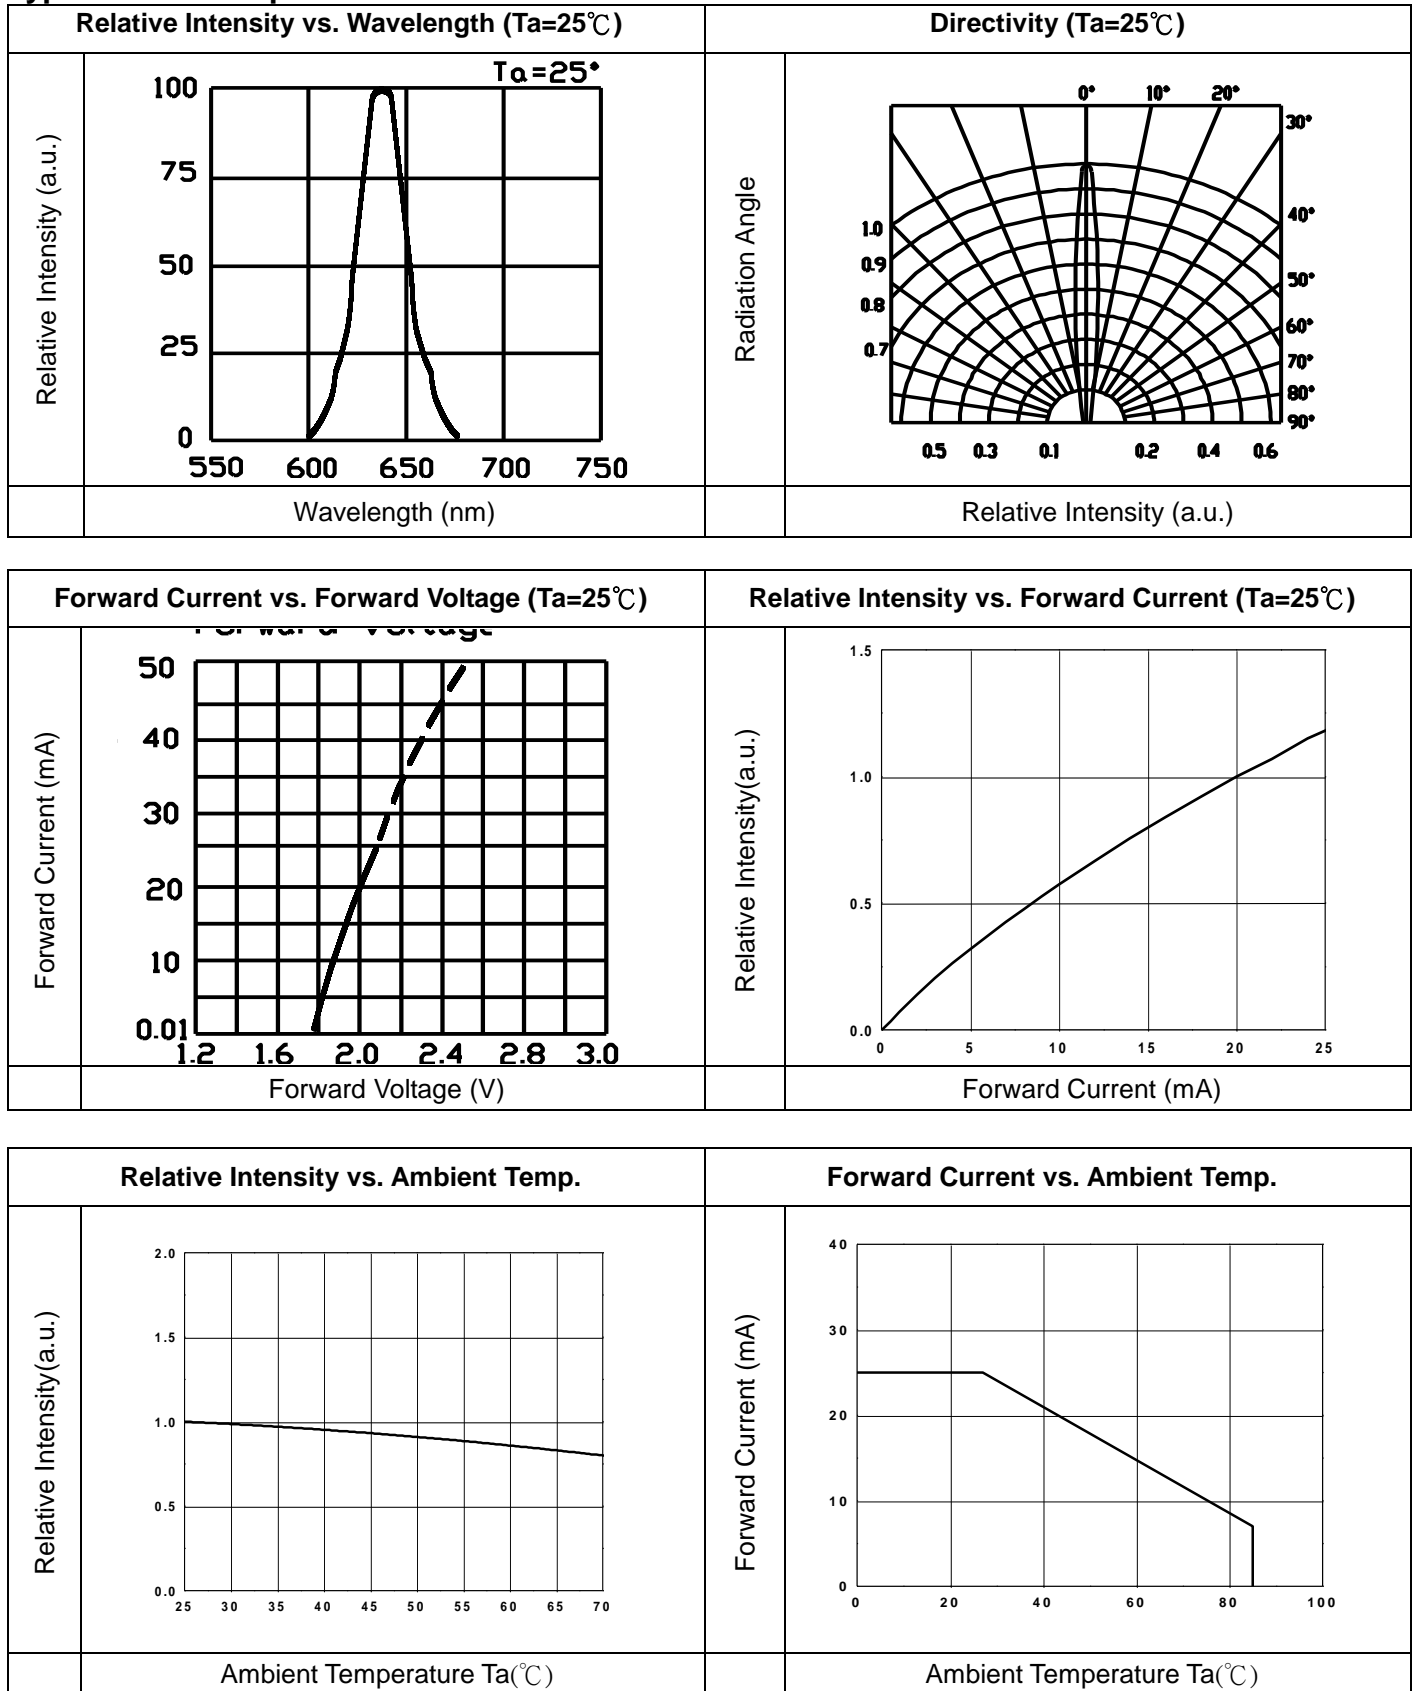 Relative Intensity vs. Wavelength (Ta=25℃)
Directivity (Ta=25℃)
Relative Intensity (a.u.)
Ta=25°
100
75
50
25
0
550 600 650 700 750
Wavelength (nm)
Radiation Angle
0° 10° 20°
30°
40°
50°
60°
70°
80°
90°
1.0
0.9
0.8
0.7
0.5 0.3 0.1 0.2 0.4 0.6
Relative Intensity (a.u.)
Forward Current vs. Forward Voltage (Ta=25℃)
Relative Intensity vs. Forward Current (Ta=25℃)
Forward Current (mA)
Forward Voltage
50
40
30
20
10
0.01
1.2 1.6 2.0 2.4 2.8 3.0
Forward Voltage (V)
Relative Intensity(a.u.)
1.5
1.0
0.5
0.0
0 5 10 15 20 25
Forward Current (mA)
Relative Intensity vs. Ambient Temp.
Forward Current vs. Ambient Temp.
Relative Intensity(a.u.)
2.0
1.5
1.0
0.5
0.0
25 30 35 40 45 50 55 60 65 70
Ambient Temperature Ta(℃)
Forward Current (mA)
40
30
20
10
0
0 20 40 60 80 100
Ambient Temperature Ta(℃)